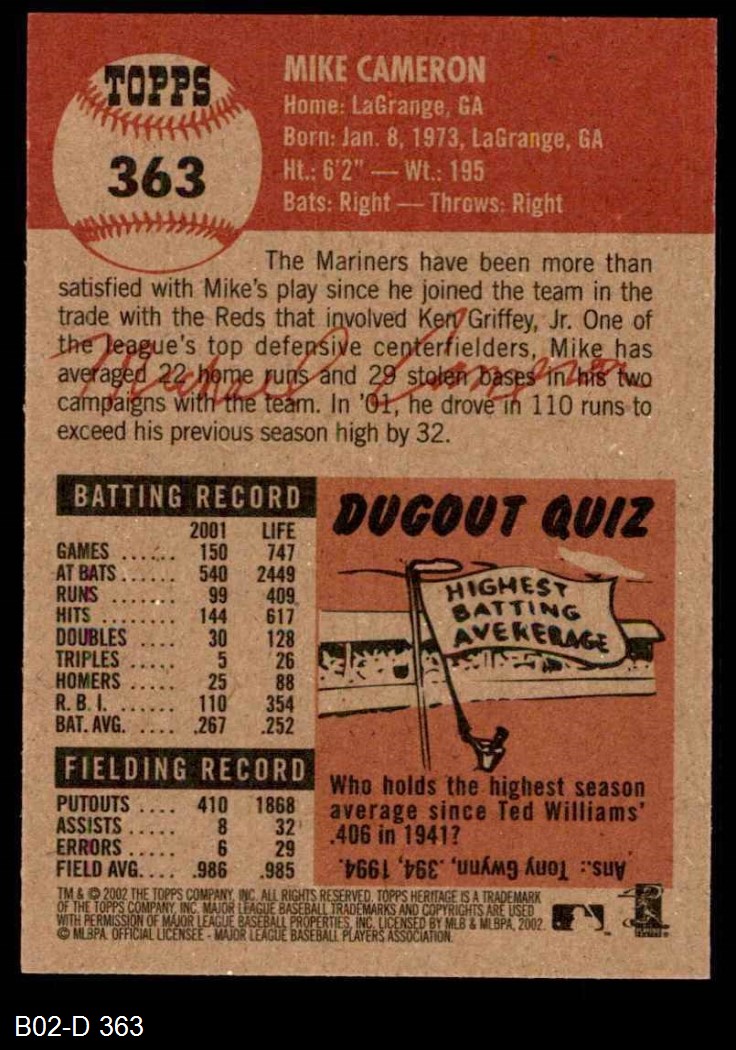 TOPPS
363
MIKE CAMERON
Home: LaGrange, GA
Born: Jan. 8, 1973, LaGrange, GA
Ht.: 6'2" — Wt.: 195
Bats: Right — Throws: Right
The Mariners have been more than
satisfied with Mike's play since he joined the team in the
trade with the Reds that involved Ken Griffey, Jr. One of
the league's top defensive centerfielders, Mike has
averaged 22 home runs and 29 stolen bases in his two
campaigns with the team. In '01, he drove in 110 runs to
exceed his previous season high by 32.
Michael Cameron
BATTING RECORD
2001 LIFE
GAMES ...... 150 747
AT BATS ..... 540 2449
RUNS ....... 99 409
HITS ....... 144 617
DOUBLES .... 30 128
TRIPLES ..... 5 26
HOMERS ..... 25 88
R. B. I. ...... 110 354
BAT. AVG. .... .267 .252
FIELDING RECORD
PUTOUTS .... 410 1868
ASSISTS ..... 8 32
ERRORS ..... 6 29
FIELD AVG. ... .986 .985
DUGOUT QUIZ
HIGHEST
BATTING
AVEKERAGE
Who holds the highest season
average since Ted Williams'
.406 in 1941?
Ans.: Tony Gwynn, .394, 1994.
TM & © 2002 THE TOPPS COMPANY, INC. ALL RIGHTS RESERVED. TOPPS HERITAGE IS A TRADEMARK
OF THE TOPPS COMPANY, INC. MAJOR LEAGUE BASEBALL TRADEMARKS AND COPYRIGHTS ARE USED
WITH PERMISSION OF MAJOR LEAGUE BASEBALL PROPERTIES, INC. LICENSED BY MLB & MLBPA, 2002.
© MLBPA. OFFICIAL LICENSEE - MAJOR LEAGUE BASEBALL PLAYERS ASSOCIATION.
B02-D 363